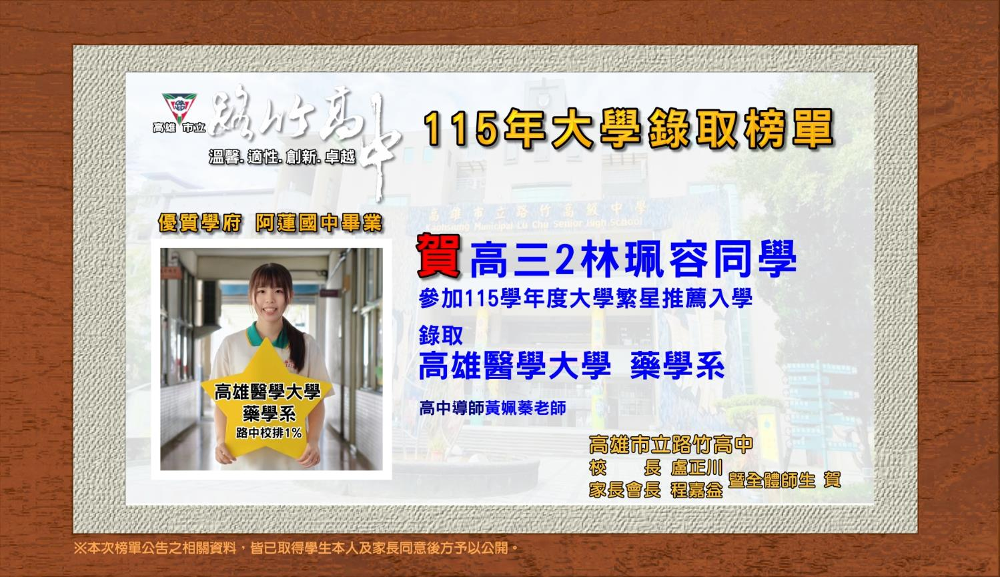 高雄市立路竹高中
溫馨.適性.創新.卓越
115年大學錄取榜單
優質學府 阿蓮國中畢業
高雄市立路竹高級中學
Kaohsiung Municipal Lu Chu Senior High School
賀高三2林珮容同學
參加115學年度大學繁星推薦入學
錄取
高雄醫學大學 藥學系
高中導師黃姵蓁老師
高雄醫學大學
藥學系
路中校排1%
高雄市立路竹高中
校 長 盧正川
家長會長 程嘉益
暨全體師生 賀
※本次榜單公告之相關資料，皆已取得學生本人及家長同意後方予以公開。